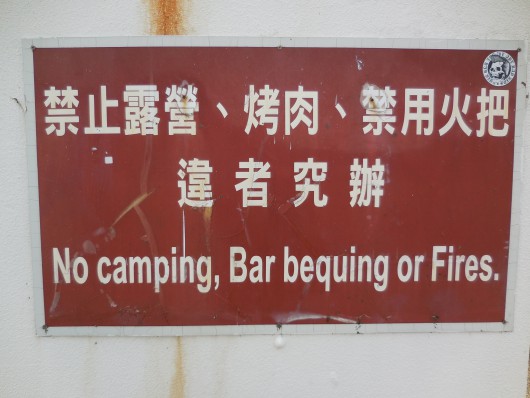 禁止露營、烤肉、禁用火把
違者究辦
No camping, Bar bequing or Fires.